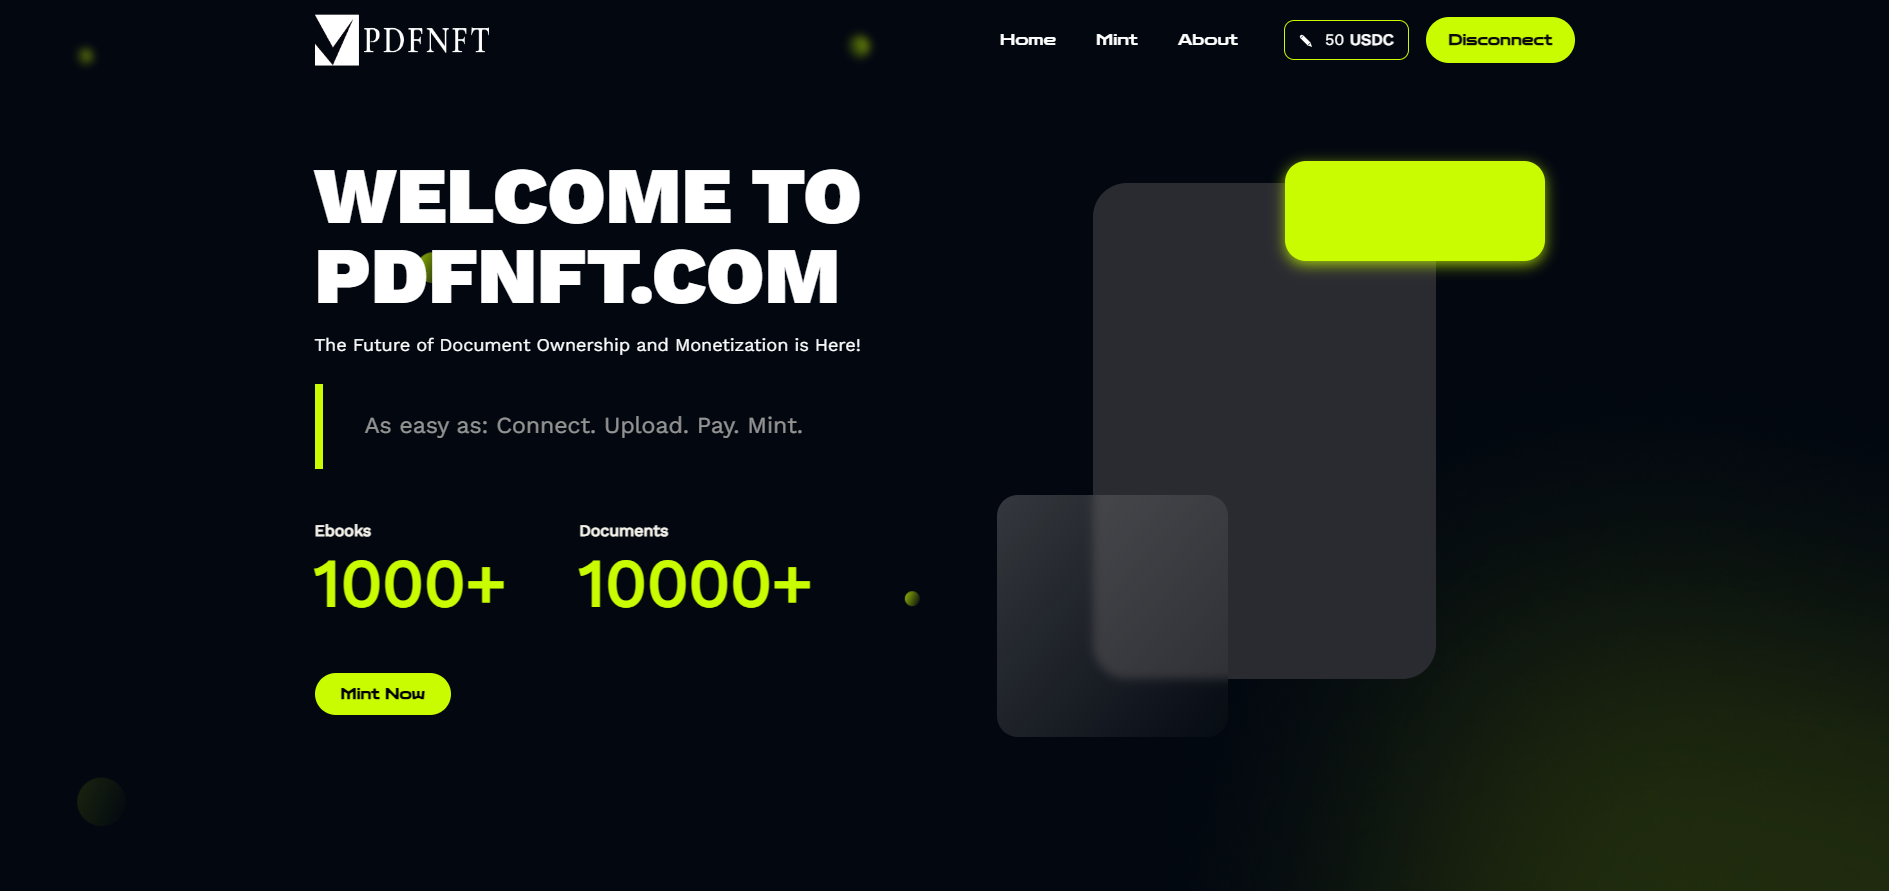 PDFNFT
Home
Mint
About
50 USDC
Disconnect
WELCOME TO
PDFNFT.COM
The Future of Document Ownership and Monetization is Here!
As easy as: Connect. Upload. Pay. Mint.
Ebooks
1000+
Documents
10000+
Mint Now